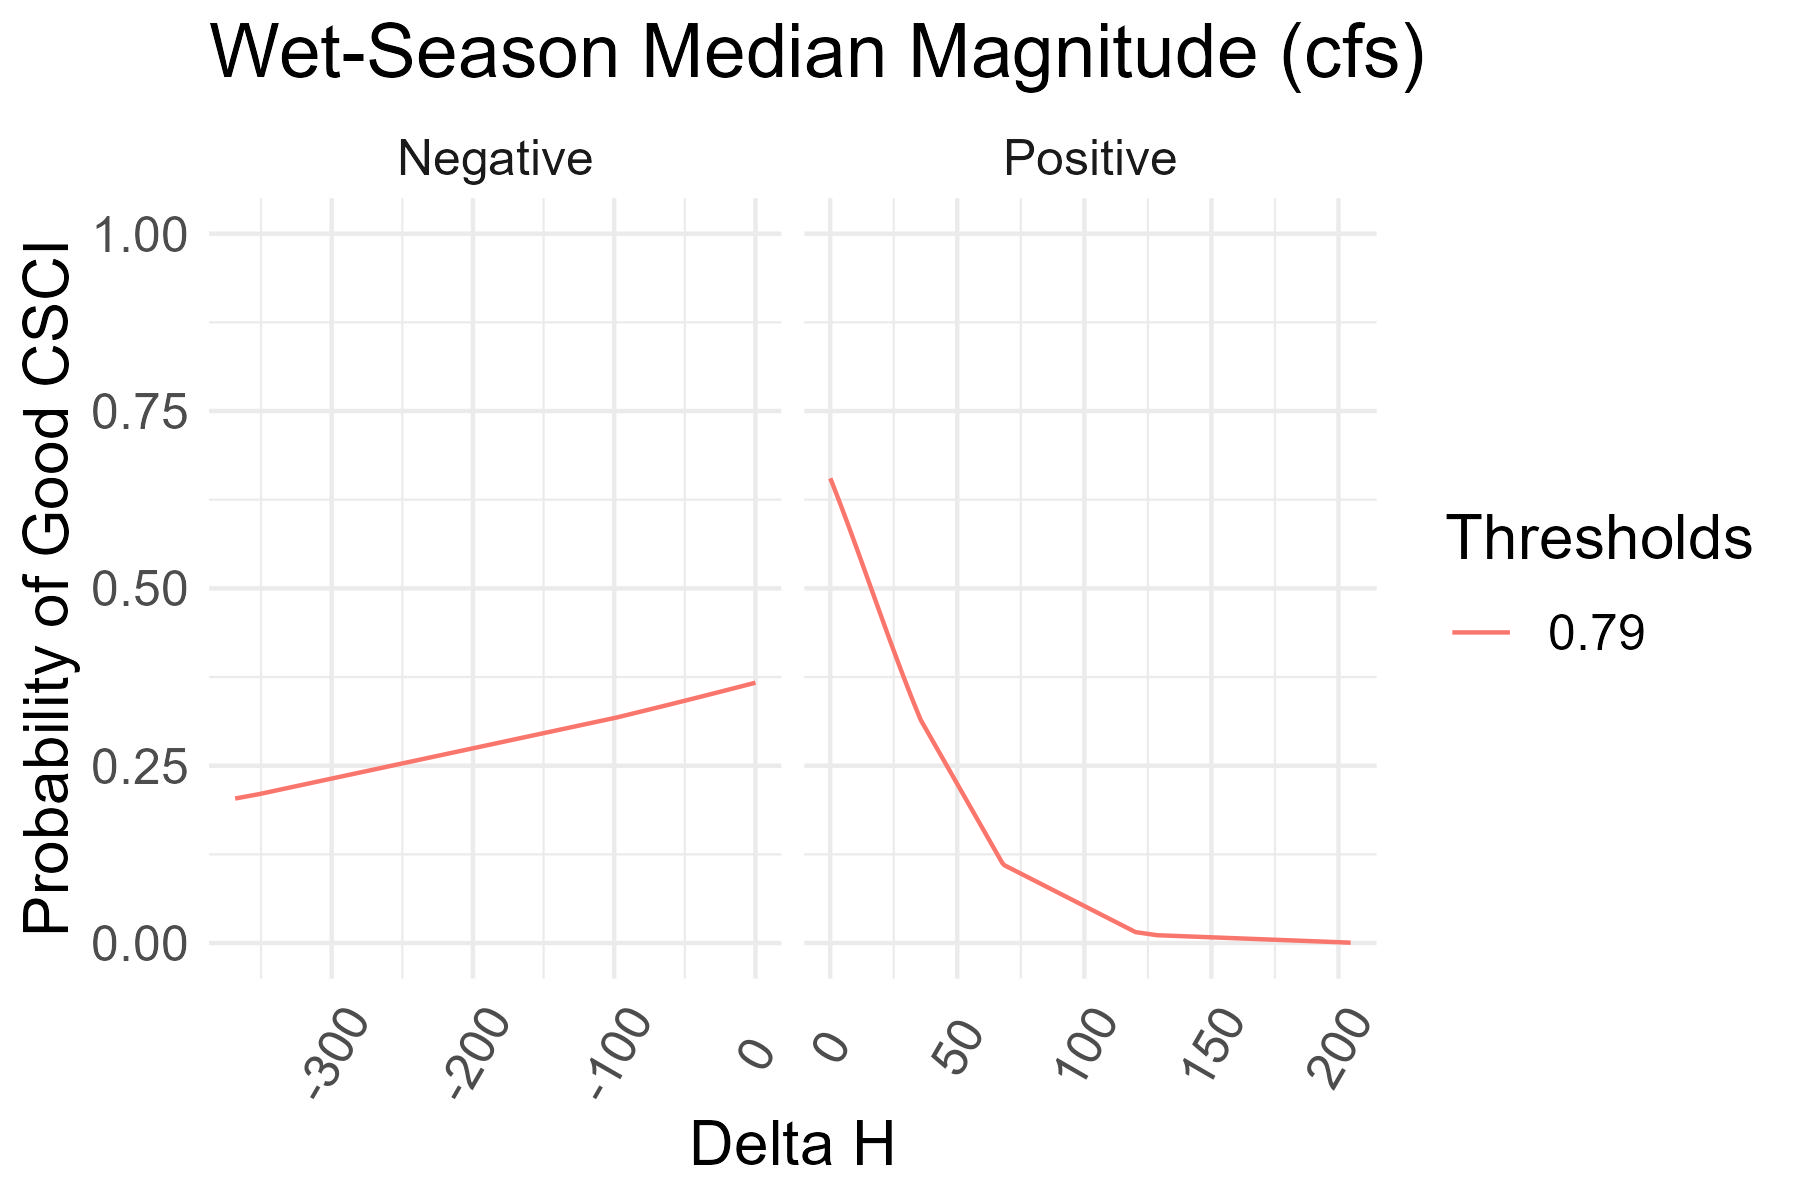 Wet-Season Median Magnitude (cfs)
Negative
Positive
Probability of Good CSCI
1.00
0.75
0.50
0.25
0.00
-300
-200
-100
0
0
50
100
150
200
Delta H
Thresholds
0.79